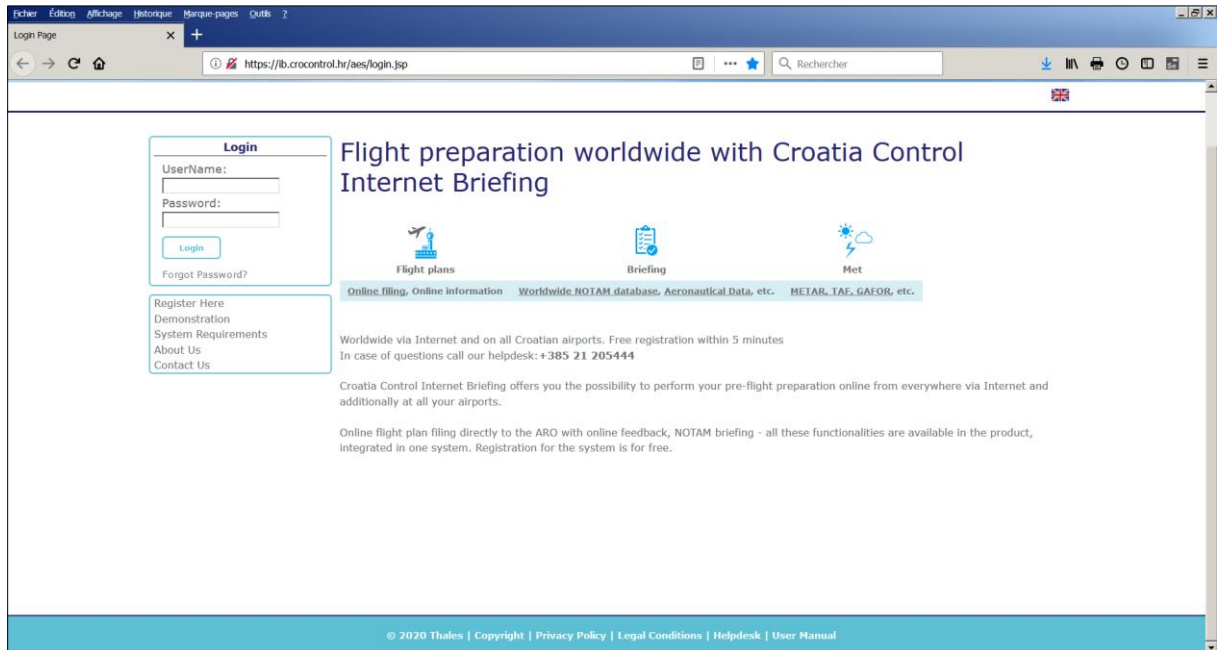 Fichier Édition Affichage Historique Marque-pages Outils ?
Login Page
https://ib.crocontrol.hr/aes/login.jsp
Rechercher
Login
UserName:
Password:
Login
Forgot Password?
Register Here
Demonstration
System Requirements
About Us
Contact Us
Flight preparation worldwide with Croatia Control
Internet Briefing
Flight plans Briefing Met
Online filing, Online information Worldwide NOTAM database, Aeronautical Data, etc. METAR, TAF, GAFOR, etc.
Worldwide via Internet and on all Croatian airports. Free registration within 5 minutes
In case of questions call our helpdesk:+385 21 205444
Croatia Control Internet Briefing offers you the possibility to perform your pre-flight preparation online from everywhere via Internet and
additionally at all your airports.
Online flight plan filing directly to the ARO with online feedback, NOTAM briefing - all these functionalities are available in the product,
integrated in one system. Registration for the system is for free.
© 2020 Thales | Copyright | Privacy Policy | Legal Conditions | Helpdesk | User Manual